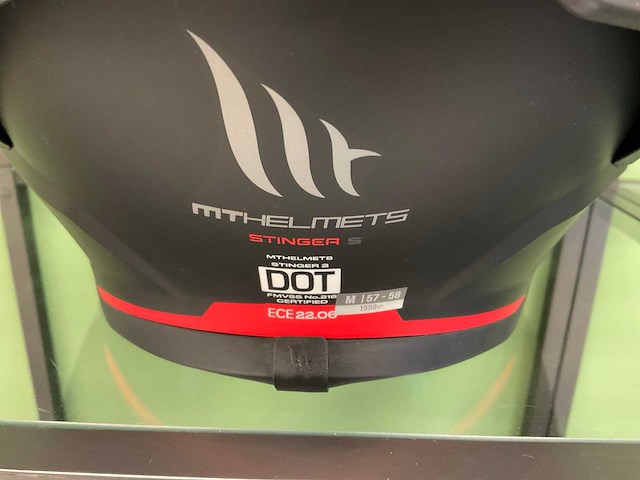 MTHELMETS
STINGER S
MTHELMETS
STINGER 2
DOT
FMVSS No.218
CERTIFIED
M | 57 - 58
ECE 22.06